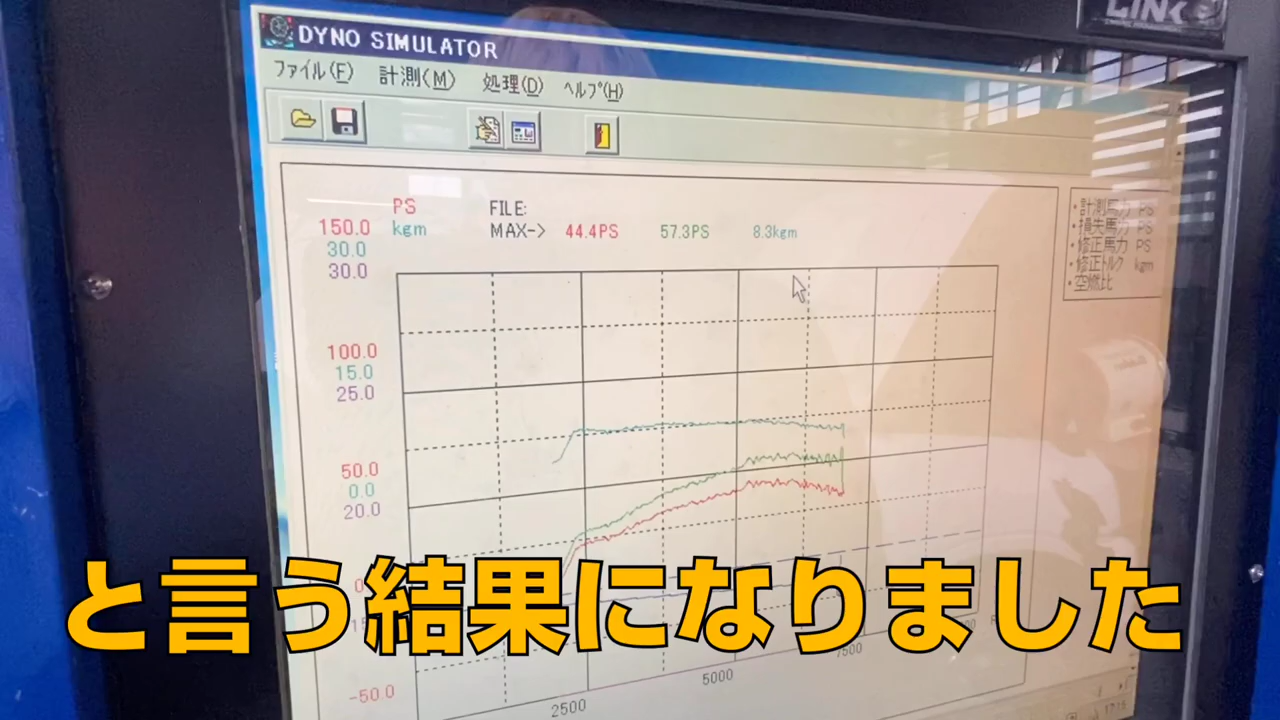 LINK
DYNO SIMULATOR
ファイル(F) 計測(M) 処理(D) ヘルプ(H)
PS FILE:
150.0 kgm MAX-> 44.4PS 57.3PS 8.3kgm
30.0
30.0
・計測馬力 PS
・損失馬力 PS
・修正馬力 PS
・修正トルク kgm
・空燃比
100.0
15.0
25.0
50.0
0.0
20.0
と言う結果になりました
-50.0
2500
5000
7500
17:15